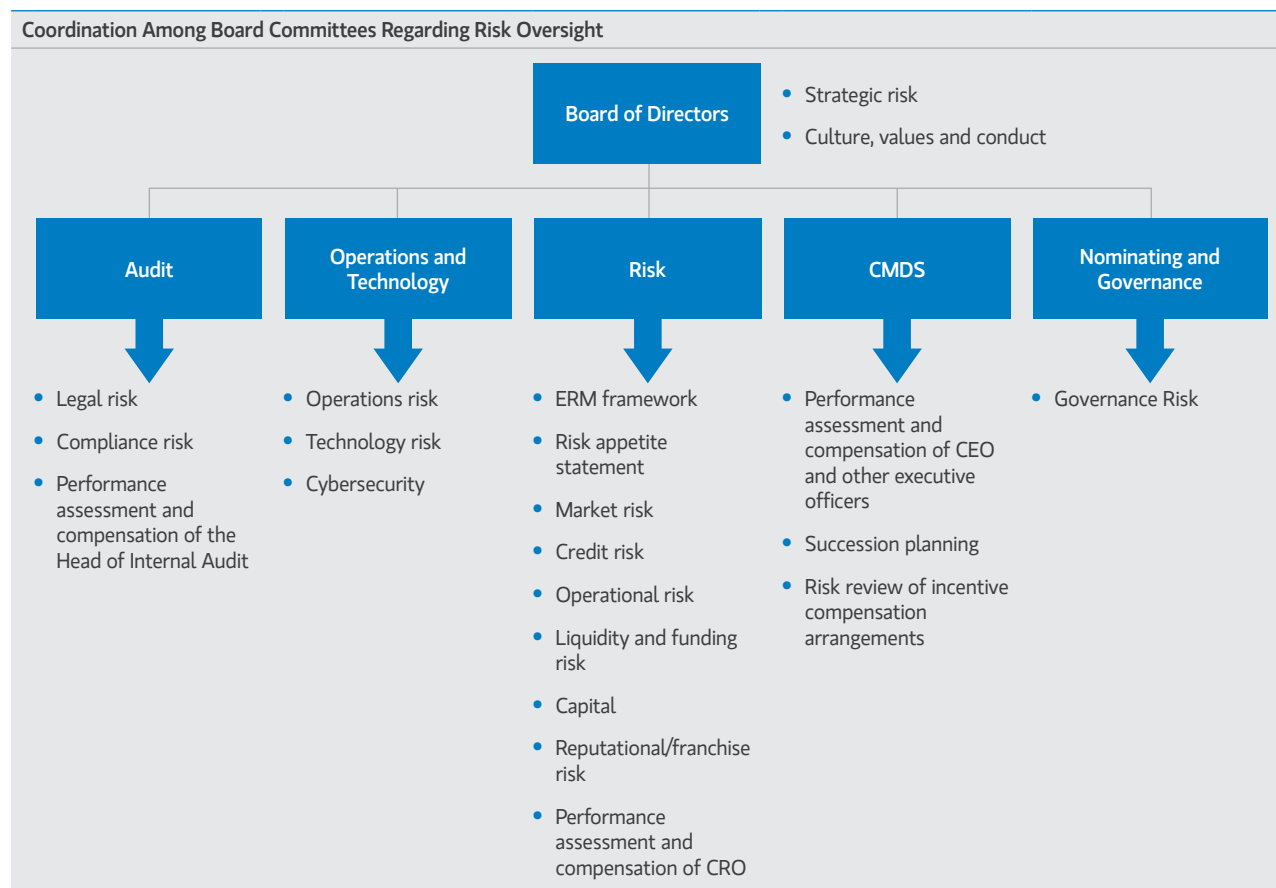 Coordination Among Board Committees Regarding Risk Oversight
Board of Directors
• Strategic risk
• Culture, values and conduct
Audit
• Legal risk
• Compliance risk
• Performance
assessment and
compensation of the
Head of Internal Audit
Operations and
Technology
• Operations risk
• Technology risk
• Cybersecurity
Risk
• ERM framework
• Risk appetite
statement
• Market risk
• Credit risk
• Operational risk
• Liquidity and funding
risk
• Capital
• Reputational/franchise
risk
• Performance
assessment and
compensation of CRO
CMDS
• Performance
assessment and
compensation of CEO
and other executive
officers
• Succession planning
• Risk review of incentive
compensation
arrangements
Nominating and
Governance
• Governance Risk